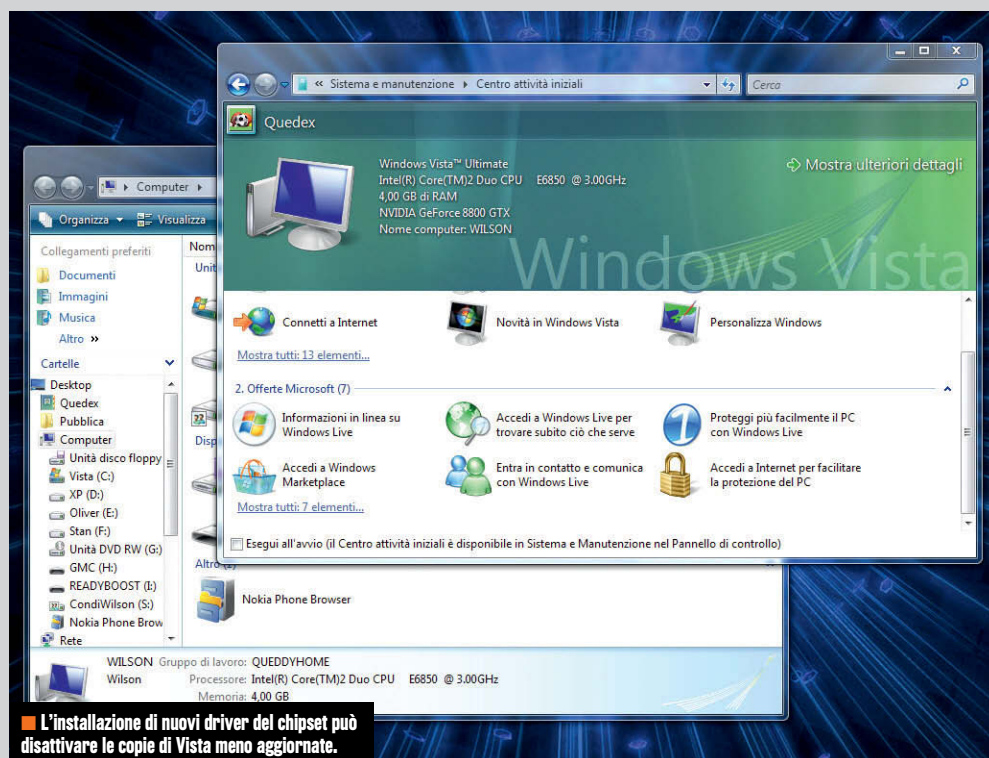 « Sistema e manutenzione Centro attività iniziali
Cerca
Quedex
Windows Vista™ Ultimate
Intel(R) Core(TM)2 Duo CPU E6850 @ 3.00GHz
4,00 GB di RAM
NVIDIA GeForce 8800 GTX
Nome computer: WILSON
Mostra ulteriori dettagli
Windows Vista
Connetti a Internet
Novità in Windows Vista
Personalizza Windows
Mostra tutti: 13 elementi...
2. Offerte Microsoft (7)
Informazioni in linea su
Windows Live
Accedi a Windows Live per
trovare subito ciò che serve
Proteggi più facilmente il PC
con Windows Live
Accedi a Windows
Marketplace
Entra in contatto e comunica
con Windows Live
Accedi a Internet per facilitare
la protezione del PC
Mostra tutti: 7 elementi...
Esegui all'avvio (il Centro attività iniziali è disponibile in Sistema e Manutenzione nel Pannello di controllo)
Computer
Organizza
Visualizza
Collegamenti preferiti
Documenti
Immagini
Musica
Altro »
Cartelle
Desktop
Quedex
Pubblica
Computer
Unità disco floppy
Vista (C:)
XP (D:)
Oliver (E:)
Stan (F:)
Unità DVD RW (G:)
GMC (H:)
READYBOOST (I:)
CondiWilson (S:)
Nokia Phone Brow
Rete
Nom
Unit
Disp
Altro
Nokia Phone Browser
WILSON Gruppo di lavoro: QUEDDYHOME
Wilson Processore: Intel(R) Core(TM)2 Duo CPU E6850 @ 3.00GHz
Memoria: 4,00 GB
L'installazione di nuovi driver del chipset può
disattivare le copie di Vista meno aggiornate.